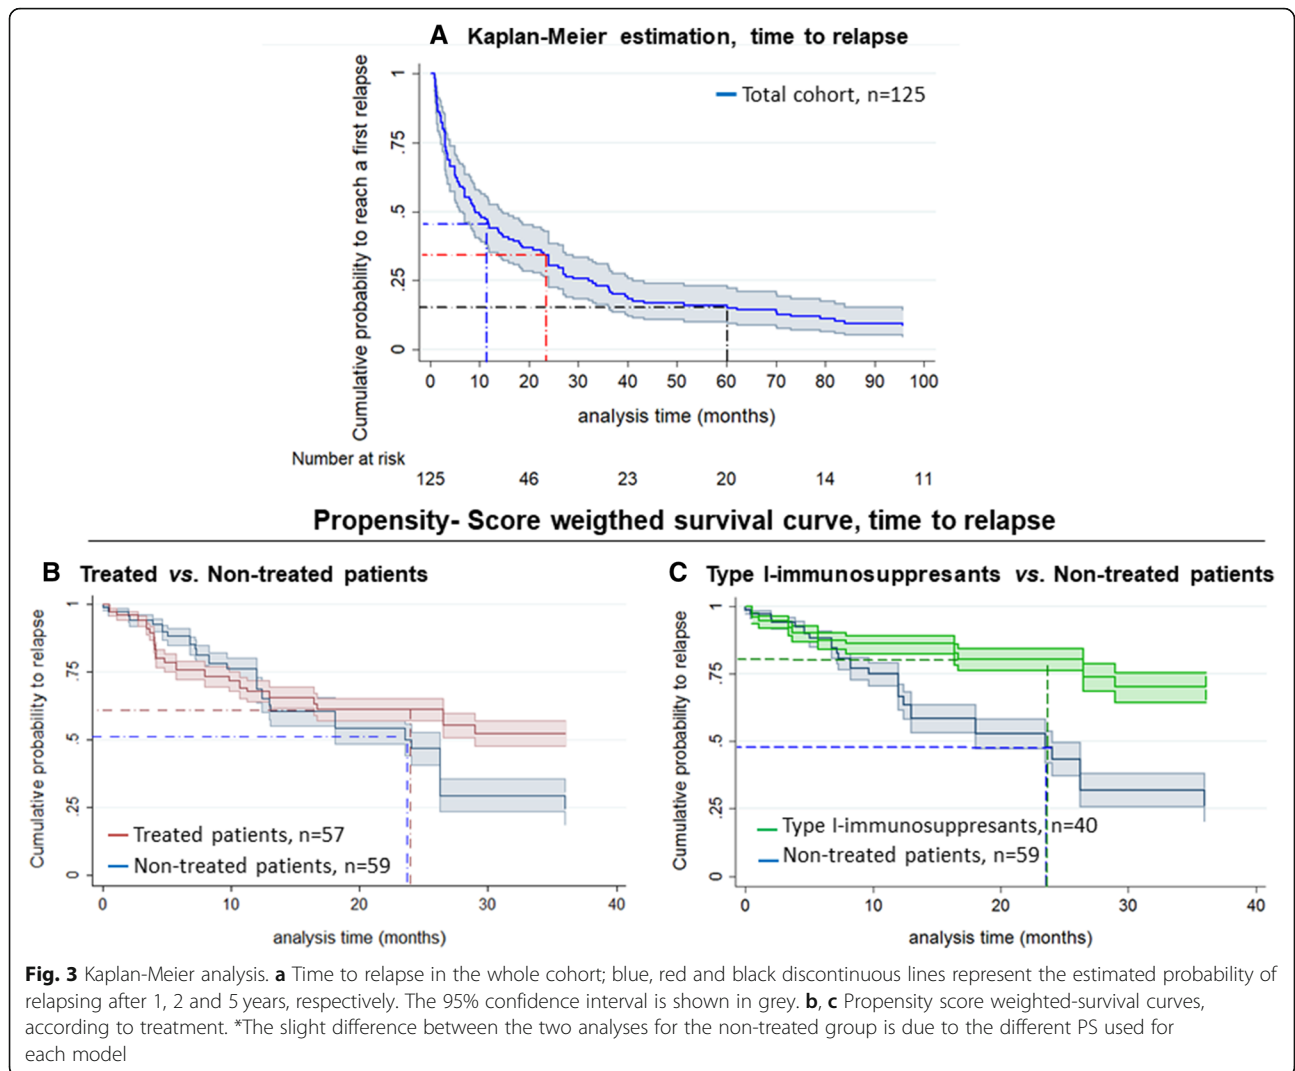 A Kaplan-Meier estimation, time to relapse
Cumulative probability to reach a first relapse
1
.75
.5
.25
0
Total cohort, n=125
0 10 20 30 40 50 60 70 80 90 100
analysis time (months)
Number at risk
125 46 23 20 14 11
Propensity- Score weigthed survival curve, time to relapse
B Treated vs. Non-treated patients
Cumulative probability to relapse
1
.75
.5
.25
0
Treated patients, n=57
Non-treated patients, n=59
0 10 20 30 40
analysis time (months)
C Type I-immunosuppresants vs. Non-treated patients
Cumulative probability to relapse
1
.75
.5
.25
0
Type I-immunosuppresants, n=40
Non-treated patients, n=59
0 10 20 30 40
analysis time (months)
Fig. 3 Kaplan-Meier analysis. a Time to relapse in the whole cohort; blue, red and black discontinuous lines represent the estimated probability of
relapsing after 1, 2 and 5 years, respectively. The 95% confidence interval is shown in grey. b, c Propensity score weighted-survival curves,
according to treatment. *The slight difference between the two analyses for the non-treated group is due to the different PS used for
each model